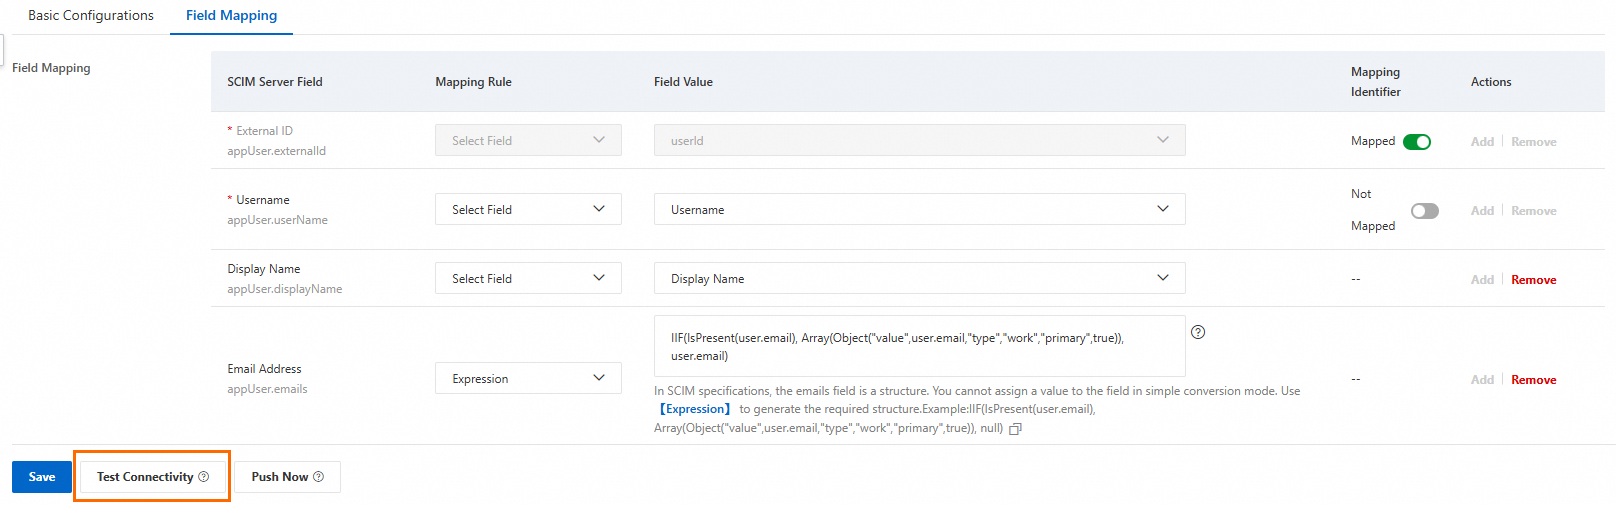 Basic Configurations
Field Mapping
Field Mapping
SCIM Server Field
Mapping Rule
Field Value
Mapping
Identifier
Actions
* External ID
appUser.externalId
Select Field
userId
Mapped
Add
Remove
* Username
appUser.userName
Select Field
Username
Not
Mapped
Add
Remove
Display Name
appUser.displayName
Select Field
Display Name
--
Add
Remove
Email Address
appUser.emails
Expression
IIF(IsPresent(user.email), Array(Object("value",user.email,"type","work","primary",true)),
user.email)
In SCIM specifications, the emails field is a structure. You cannot assign a value to the field in simple conversion mode. Use
【Expression】 to generate the required structure.Example:IIF(IsPresent(user.email),
Array(Object("value",user.email,"type","work","primary",true)), null)
--
Add
Remove
Save
Test Connectivity
Push Now